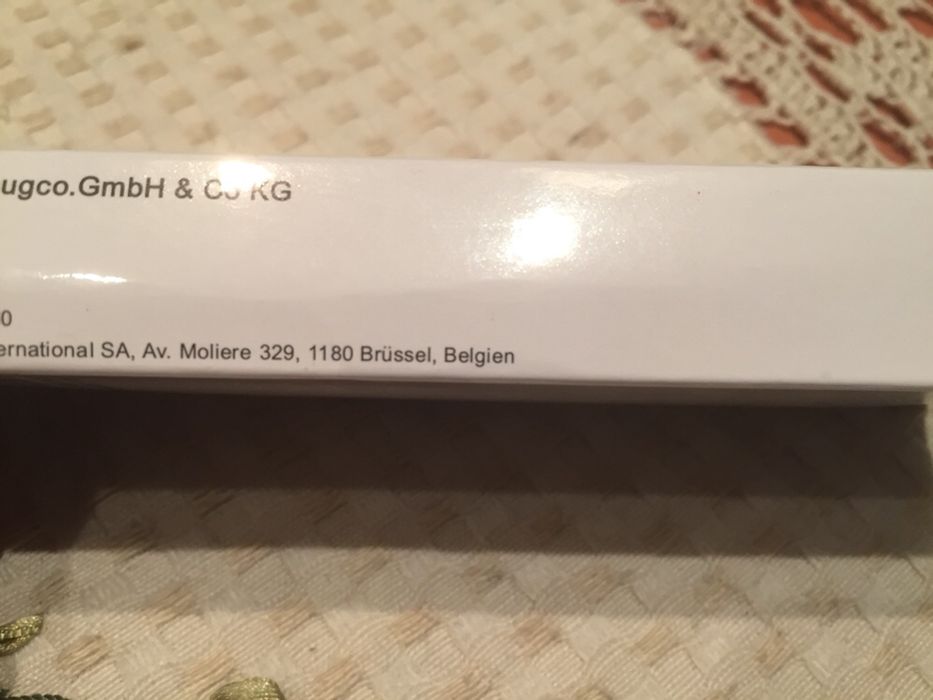 ugco.GmbH & Co KG
0
ernational SA, Av. Moliere 329, 1180 Brüssel, Belgien